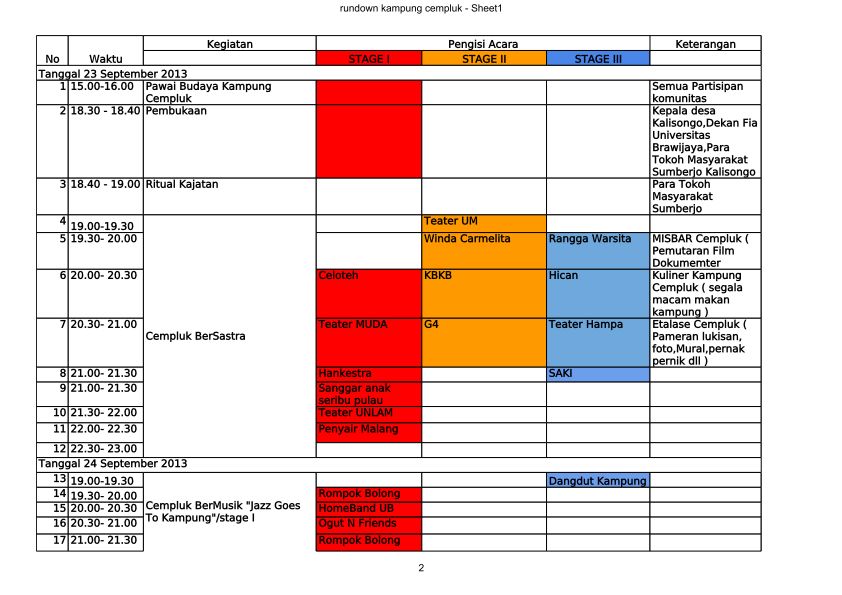 rundown kampung cempluk - Sheet1
Kegiatan Pengisi Acara Keterangan
No Waktu STAGE I STAGE II STAGE III
Tanggal 23 September 2013
1 15.00-16.00 Pawai Budaya Kampung Semua Partisipan
Cempluk komunitas
2 18.30 - 18.40 Pembukaan Kepala desa
Kalisongo,Dekan Fia
Universitas
Brawijaya,Para
Tokoh Masyarakat
Sumberjo Kalisongo
3 18.40 - 19.00 Ritual Kajatan Para Tokoh
Masyarakat
Sumberjo
4 19.00-19.30 Teater UM
5 19.30- 20.00 Winda Carmelita Rangga Warsita MISBAR Cempluk (
Pemutaran Film
Dokumemter
6 20.00- 20.30 Celoteh KBKB Hican Kuliner Kampung
Cempluk ( segala
macam makan
kampung )
7 20.30- 21.00 Teater MUDA G4 Teater Hampa Etalase Cempluk (
Cempluk BerSastra Pameran lukisan,
foto,Mural,pernak
pernik dll )
8 21.00- 21.30 Hankestra SAKI
9 21.00- 21.30 Sanggar anak
seribu pulau
10 21.30- 22.00 Teater UNLAM
11 22.00- 22.30 Penyair Malang
12 22.30- 23.00
Tanggal 24 September 2013
13 19.00-19.30 Dangdut Kampung
14 19.30- 20.00 Rompok Bolong
15 20.00- 20.30 Cempluk BerMusik "Jazz Goes HomeBand UB
16 20.30- 21.00 To Kampung"/stage I Ogut N Friends
17 21.00- 21.30 Rompok Bolong
2